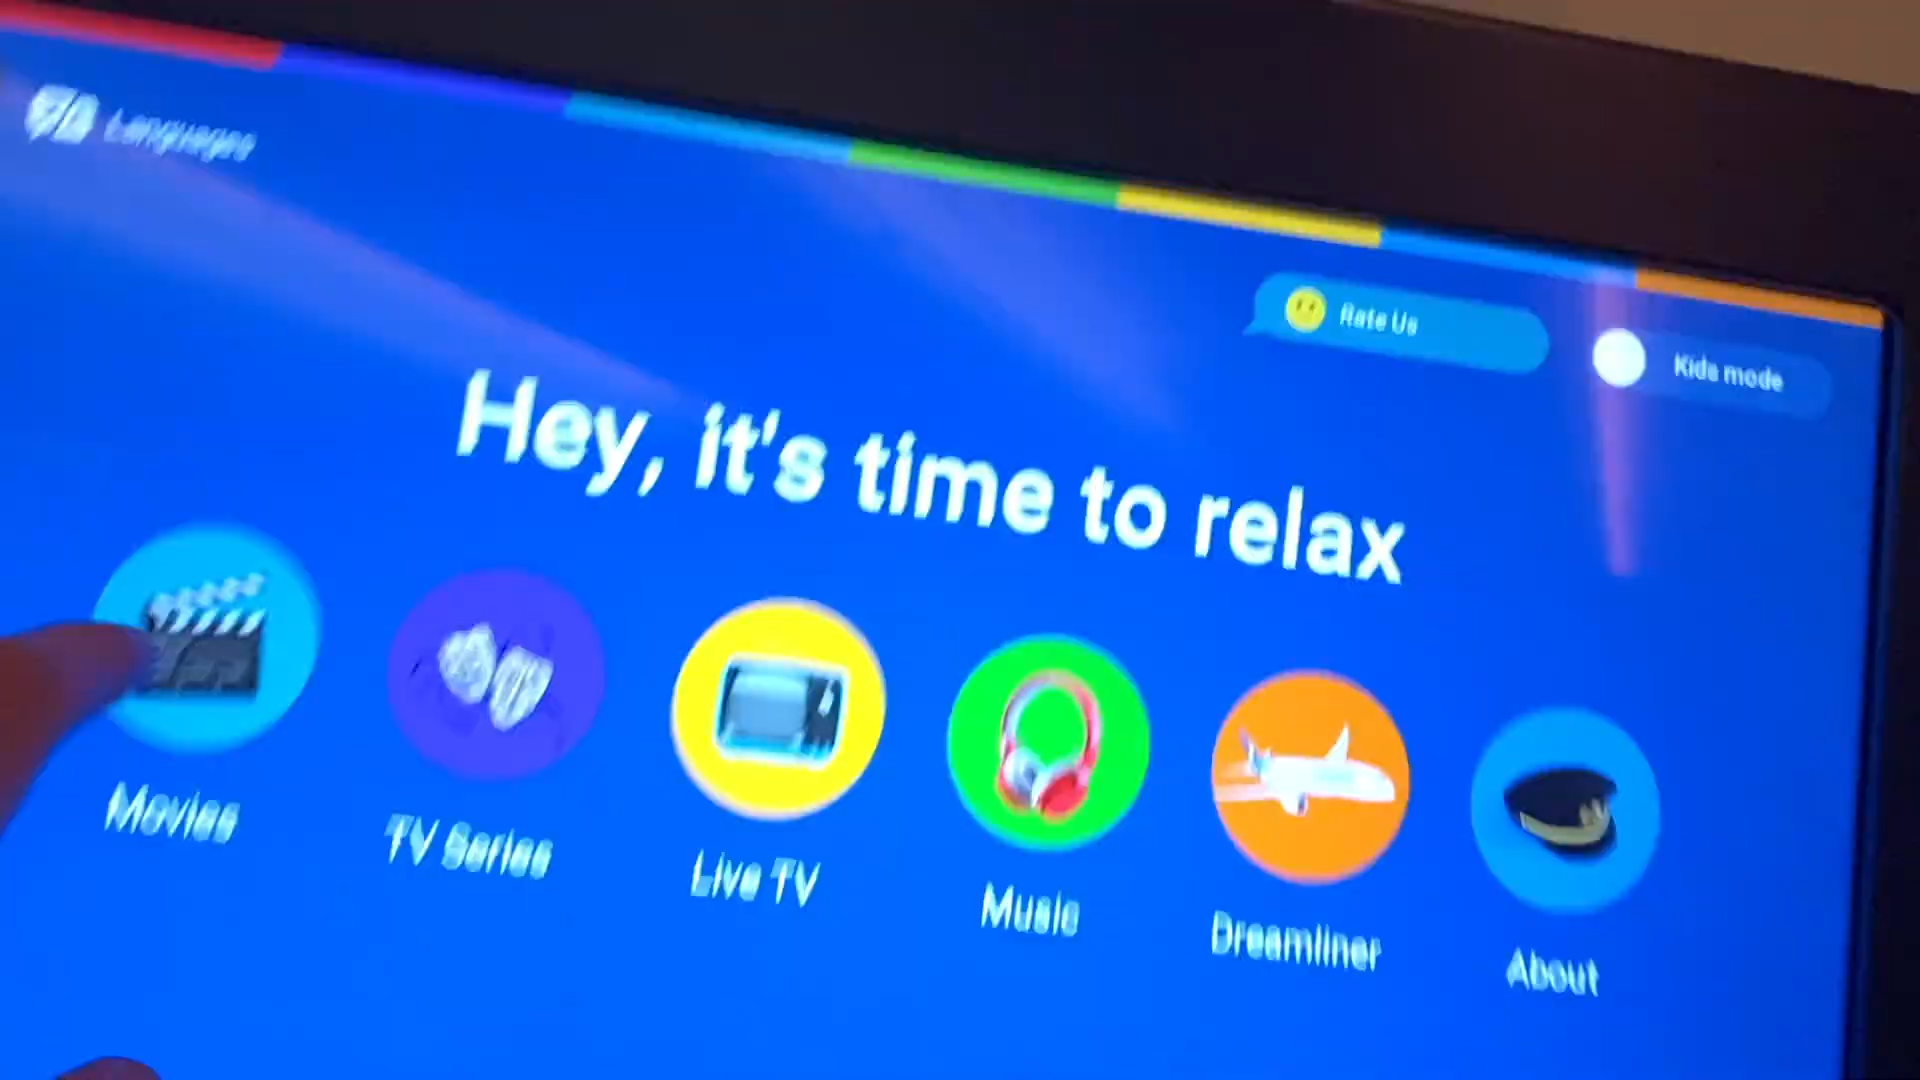 Languages
Rate Us
Kids mode
Hey, it's time to relax
Movies
TV Series
Live TV
Music
Dreamliner
About